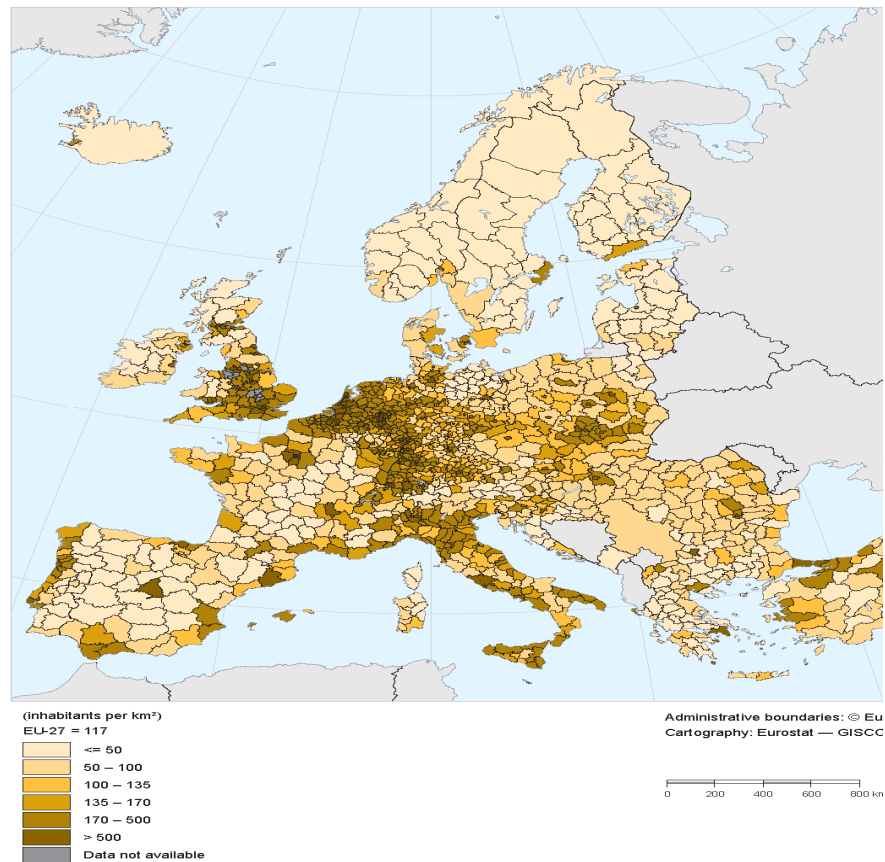 (inhabitants per km²)
EU-27 = 117
<= 50
50 – 100
100 – 135
135 – 170
170 – 500
> 500
Data not available
Administrative boundaries: © Eu
Cartography: Eurostat — GISCO
0 200 400 600 800 km